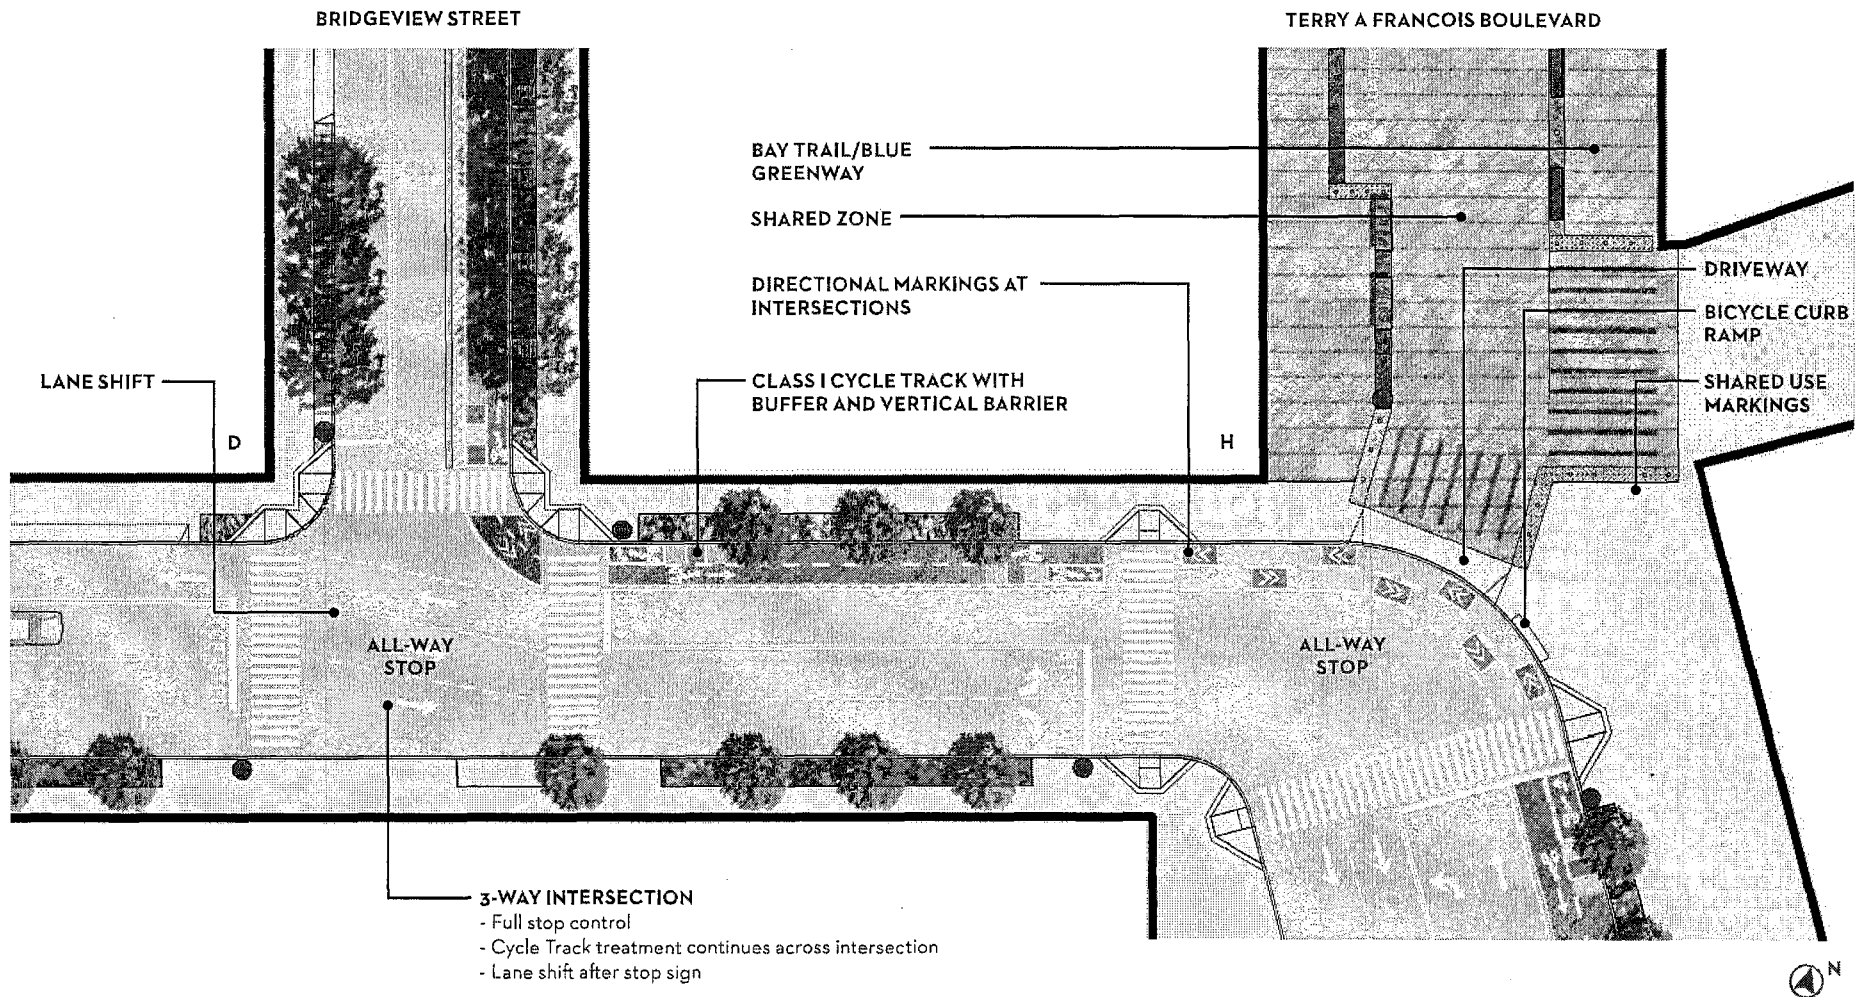 BRIDGEVIEW STREET
TERRY A FRANCOIS BOULEVARD
BAY TRAIL/BLUE
GREENWAY
SHARED ZONE
DIRECTIONAL MARKINGS AT
INTERSECTIONS
CLASS I CYCLE TRACK WITH
BUFFER AND VERTICAL BARRIER
DRIVEWAY
BICYCLE CURB
RAMP
SHARED USE
MARKINGS
LANE SHIFT
D
H
ALL-WAY
STOP
ALL-WAY
STOP
3-WAY INTERSECTION
- Full stop control
- Cycle Track treatment continues across intersection
- Lane shift after stop sign
N